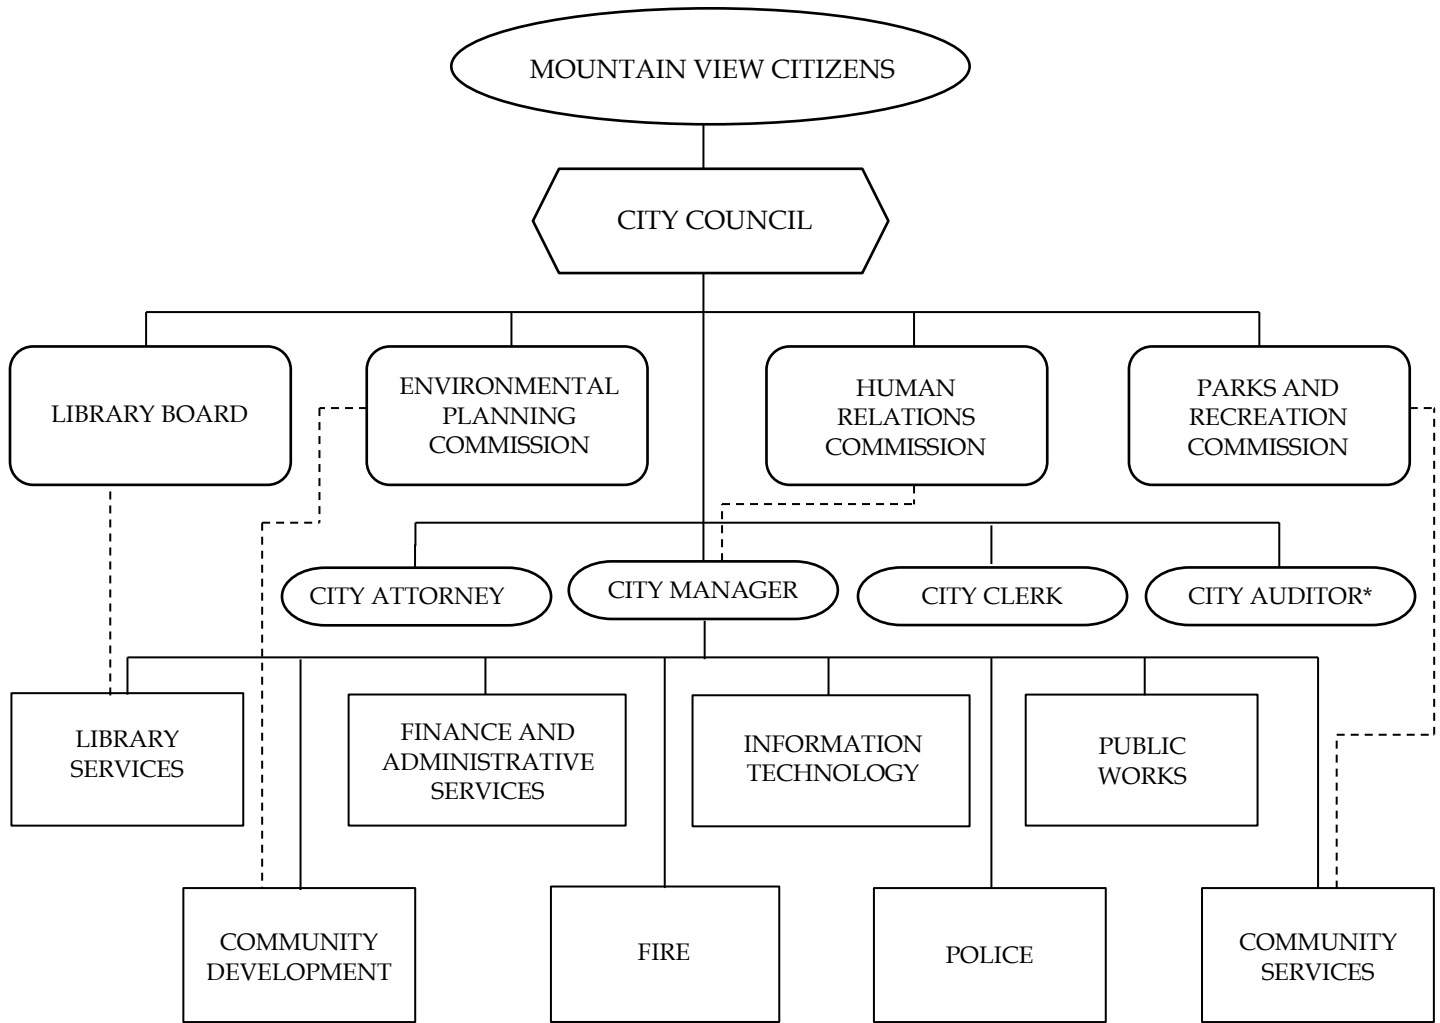 MOUNTAIN VIEW CITIZENS
CITY COUNCIL
LIBRARY BOARD
ENVIRONMENTAL
PLANNING
COMMISSION
HUMAN
RELATIONS
COMMISSION
PARKS AND
RECREATION
COMMISSION
CITY ATTORNEY
CITY MANAGER
CITY CLERK
CITY AUDITOR*
LIBRARY
SERVICES
FINANCE AND
ADMINISTRATIVE
SERVICES
INFORMATION
TECHNOLOGY
PUBLIC
WORKS
COMMUNITY
DEVELOPMENT
FIRE
POLICE
COMMUNITY
SERVICES